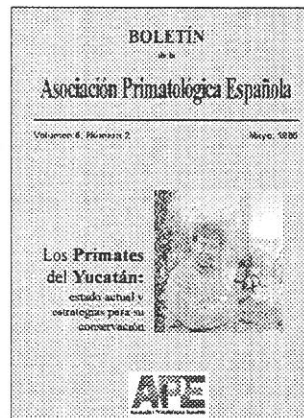 BOLETÍN
de la
Asociación Primatológica Española
Volumen 6, Número 2 Mayo,
Los Primates
del Yucatán:
estado actual y
estrategias para su
conservación
APE